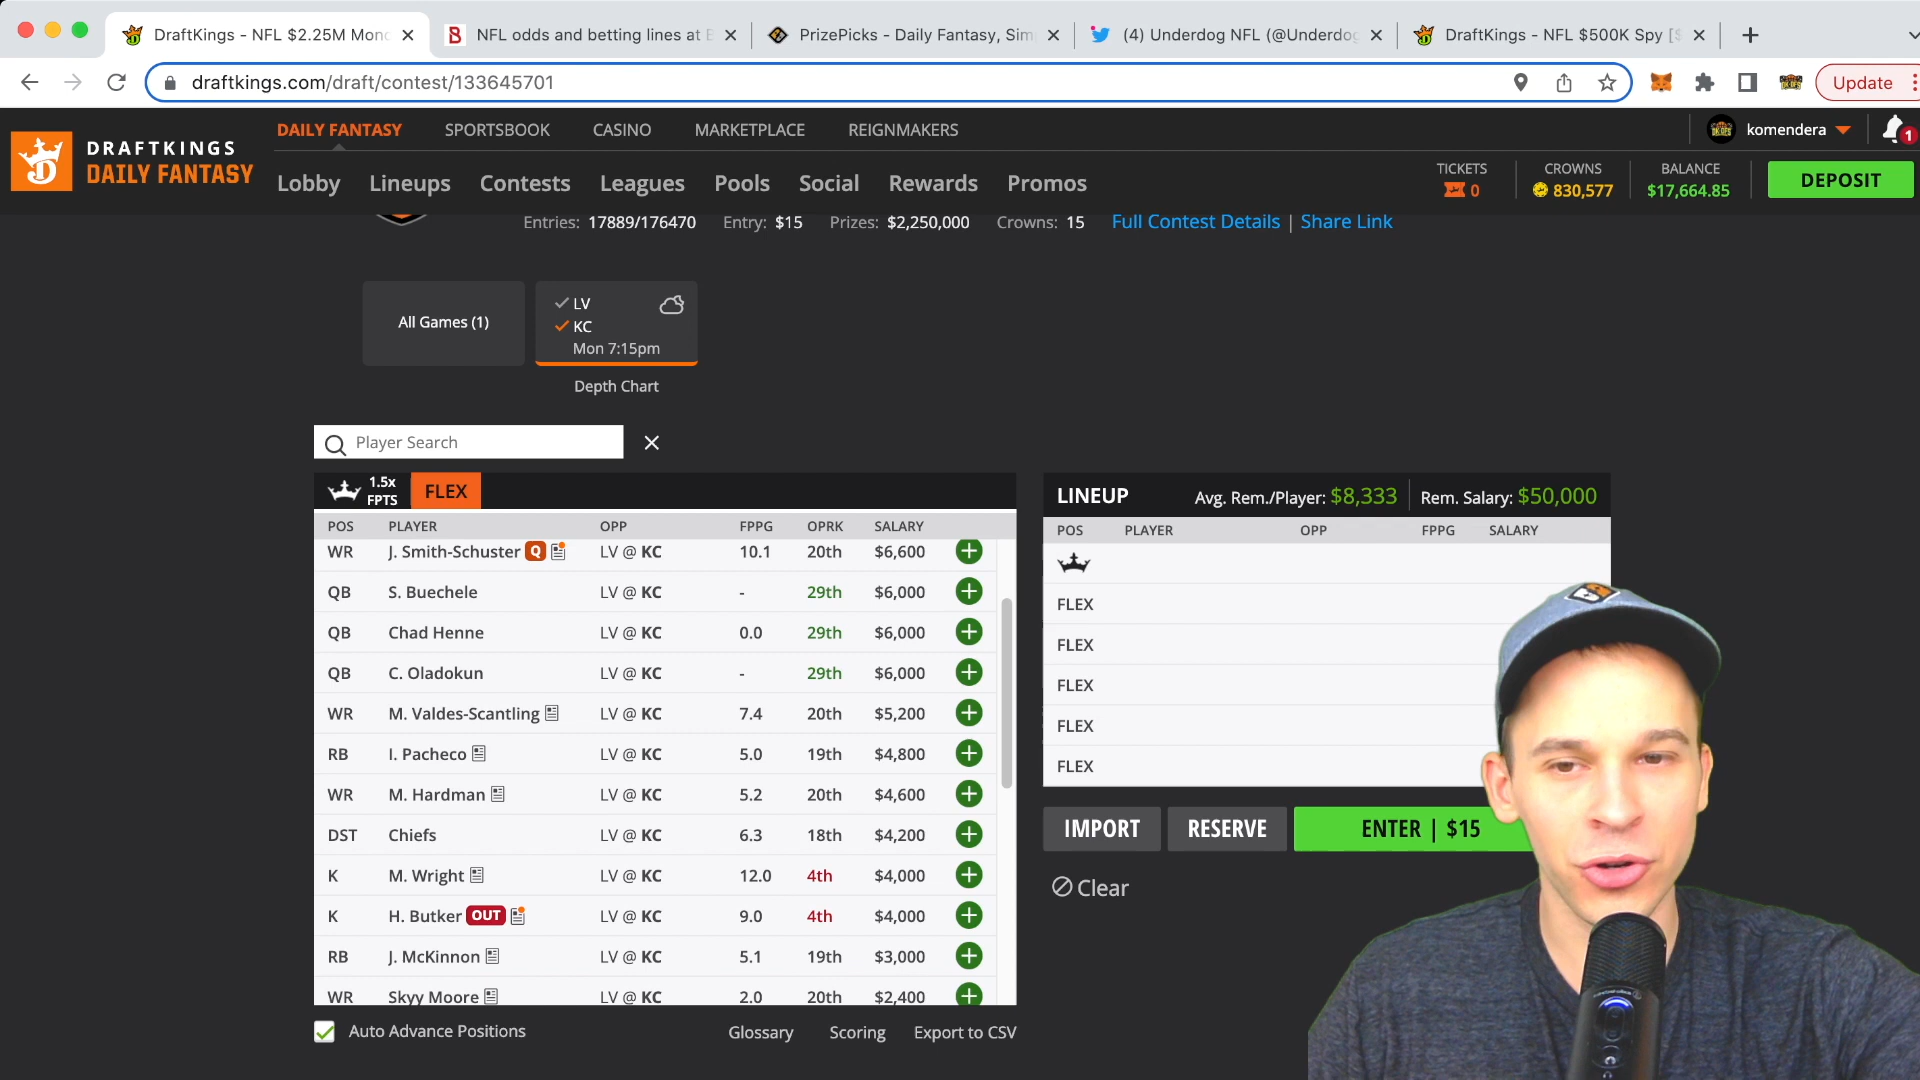 DraftKings - NFL $2.25M Mon
NFL odds and betting lines at
PrizePicks - Daily Fantasy, Sim
(4) Underdog NFL (@Underdog
DraftKings - NFL $500K Spy [$
draftkings.com/draft/contest/133645701
Update
DRAFTKINGS
DAILY FANTASY
DAILY FANTASY
SPORTSBOOK
CASINO
MARKETPLACE
REIGNMAKERS
komendera
1
Lobby
Lineups
Contests
Leagues
Pools
Social
Rewards
Promos
TICKETS
0
CROWNS
830,577
BALANCE
$17,664.85
DEPOSIT
Entries: 17889/176470 Entry: $15 Prizes: $2,250,000 Crowns: 15 Full Contest Details | Share Link
All Games (1)
LV
KC
Mon 7:15pm
Depth Chart
Player Search
1.5x
FPTS
FLEX
POS PLAYER OPP FPPG OPRK SALARY
WR J. Smith-Schuster Q LV @ KC 10.1 20th $6,600
QB S. Buechele LV @ KC - 29th $6,000
QB Chad Henne LV @ KC 0.0 29th $6,000
QB C. Oladokun LV @ KC - 29th $6,000
WR M. Valdes-Scantling LV @ KC 7.4 20th $5,200
RB I. Pacheco LV @ KC 5.0 19th $4,800
WR M. Hardman LV @ KC 5.2 20th $4,600
DST Chiefs LV @ KC 6.3 18th $4,200
K M. Wright LV @ KC 12.0 4th $4,000
K H. Butker OUT LV @ KC 9.0 4th $4,000
RB J. McKinnon LV @ KC 5.1 19th $3,000
WR Skyy Moore LV @ KC 2.0 20th $2,400
Auto Advance Positions
Glossary
Scoring
Export to CSV
LINEUP
Avg. Rem./Player: $8,333
Rem. Salary: $50,000
POS PLAYER OPP FPPG SALARY
FLEX
FLEX
FLEX
FLEX
FLEX
IMPORT
RESERVE
ENTER | $15
Clear